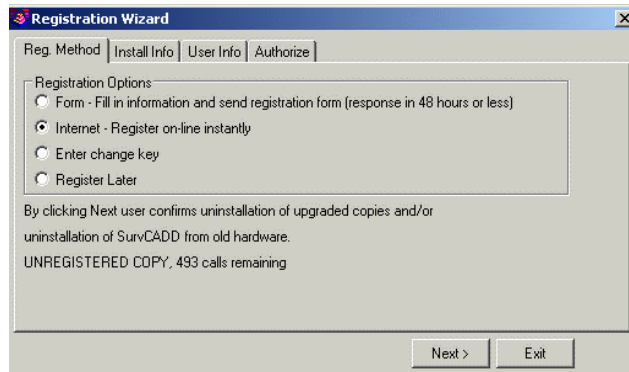 Registration Wizard
Reg. Method Install Info User Info Authorize
Registration Options
Form - Fill in information and send registration form (response in 48 hours or less)
Internet - Register on-line instantly
Enter change key
Register Later
By clicking Next user confirms uninstallation of upgraded copies and/or
uninstallation of SurvCADD from old hardware.
UNREGISTERED COPY, 493 calls remaining
Next > Exit